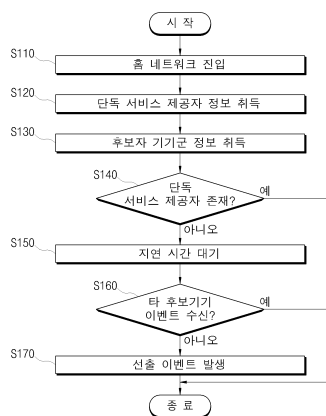 시 작
S110
홈 네트워크 진입
S120
단독 서비스 제공자 정보 취득
S130
후보자 기기군 정보 취득
S140
단독
서비스 제공자 존재?
예
아니오
S150
지연 시간 대기
S160
타 후보기기
이벤트 수신?
예
아니오
S170
선출 이벤트 발생
종 료